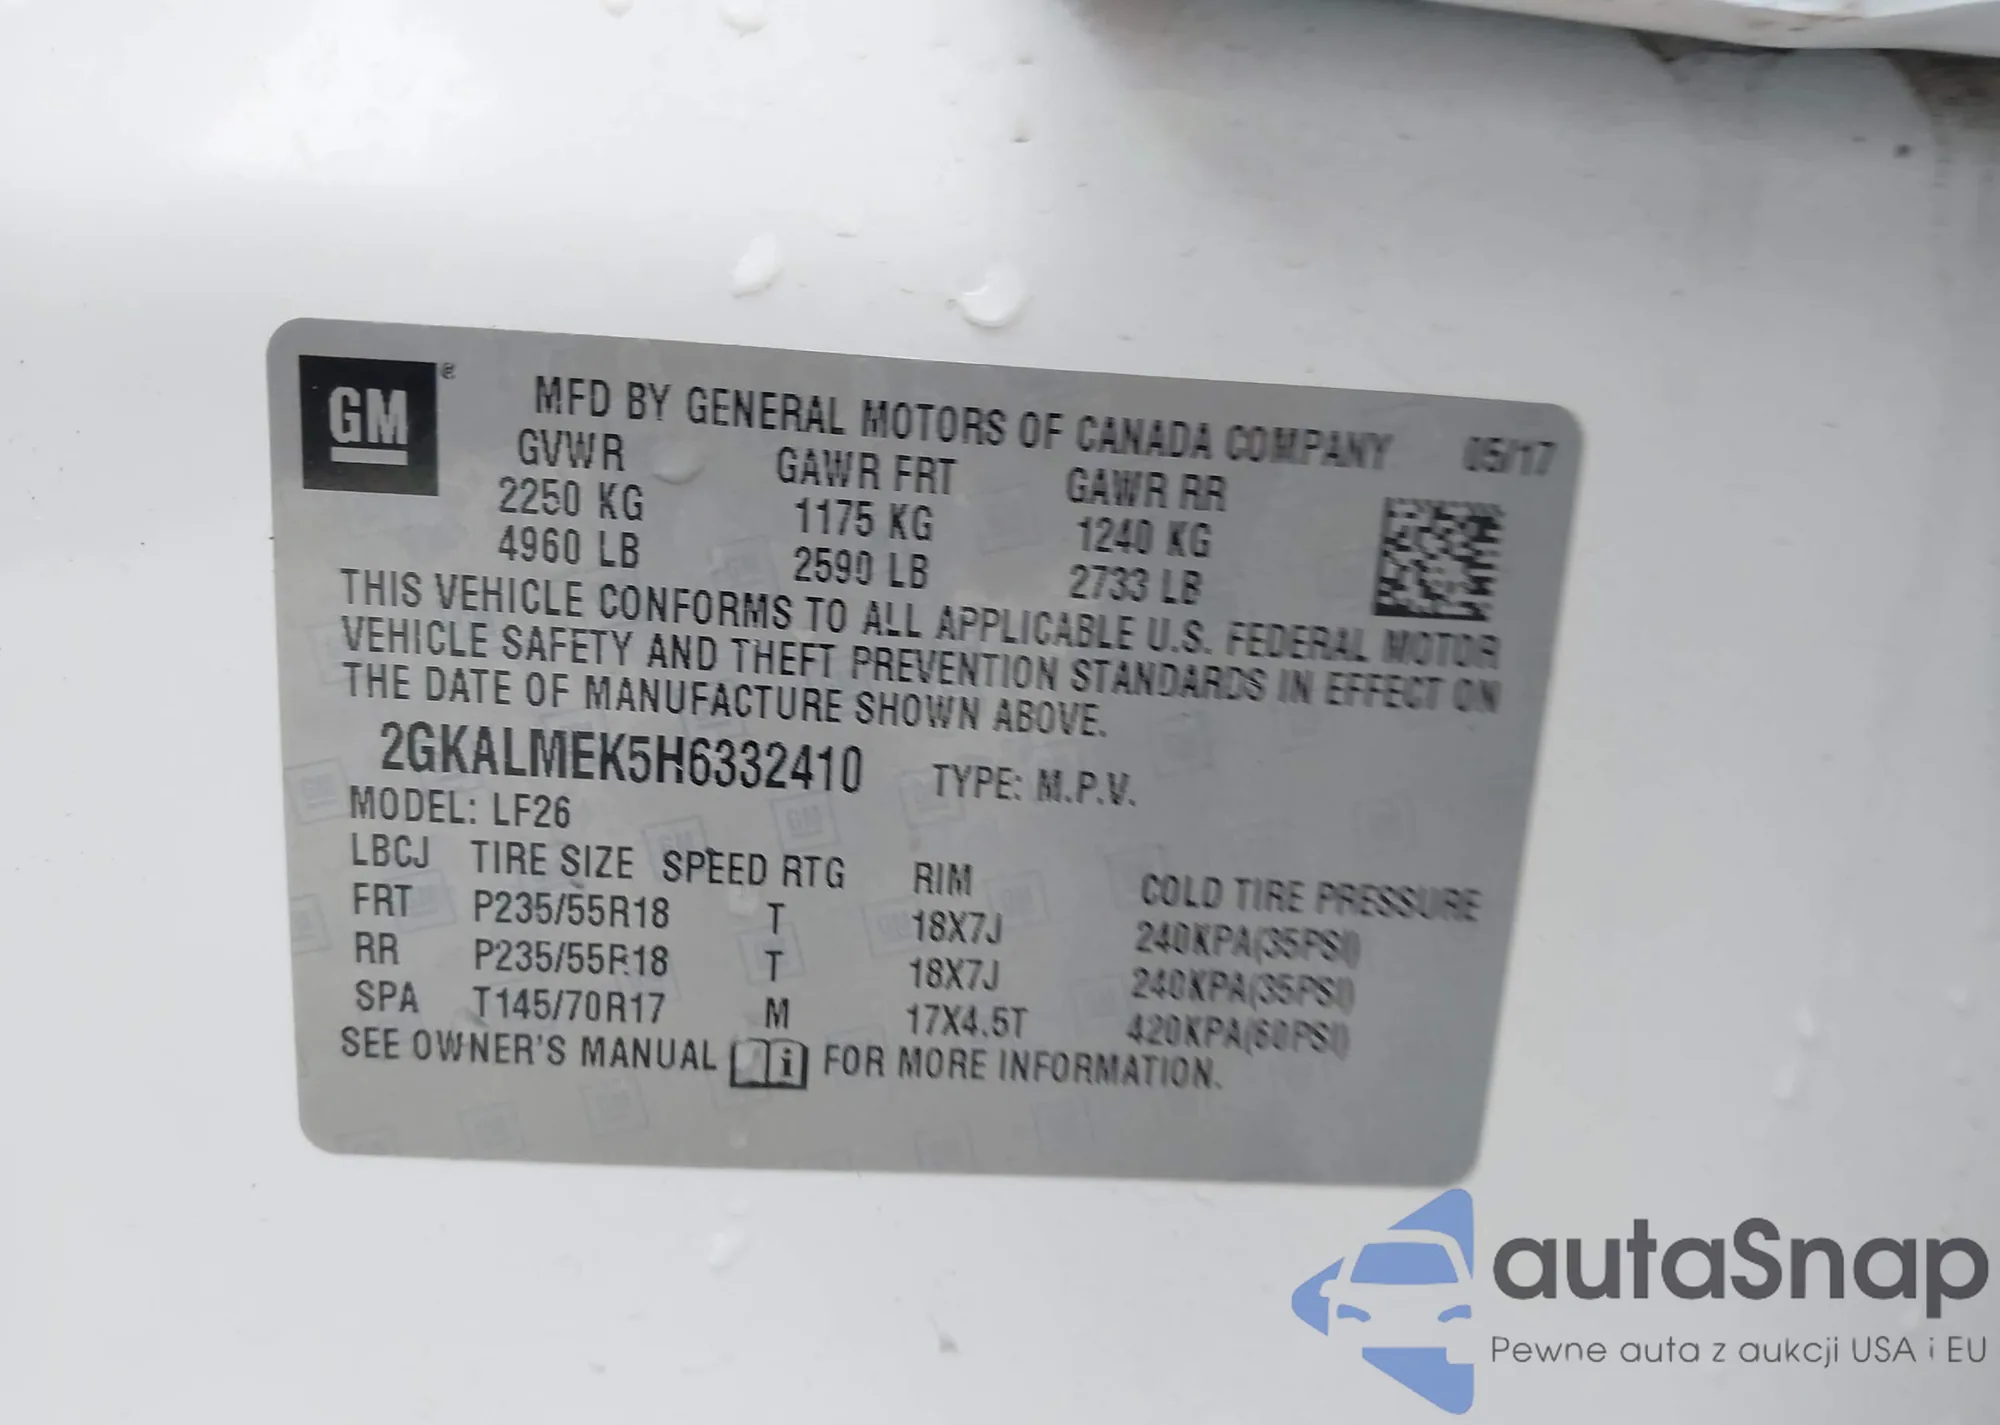 GM ®
MFD BY GENERAL MOTORS OF CANADA COMPANY 05/17
GVWR GAWR FRT GAWR RR
2250 KG 1175 KG 1240 KG
4960 LB 2590 LB 2733 LB
THIS VEHICLE CONFORMS TO ALL APPLICABLE U.S. FEDERAL MOTOR
VEHICLE SAFETY AND THEFT PREVENTION STANDARDS IN EFFECT ON
THE DATE OF MANUFACTURE SHOWN ABOVE.
2GKALMEK5H6332410 TYPE: M.P.V.
MODEL: LF26
LBCJ TIRE SIZE SPEED RTG RIM COLD TIRE PRESSURE
FRT P235/55R18 T 18X7J 240KPA(35PSI)
RR P235/55R18 T 18X7J 240KPA(35PSI)
SPA T145/70R17 M 17X4.5T 420KPA(60PSI)
SEE OWNER'S MANUAL i FOR MORE INFORMATION.
autaSnap
Pewne auta z aukcji USA i EU